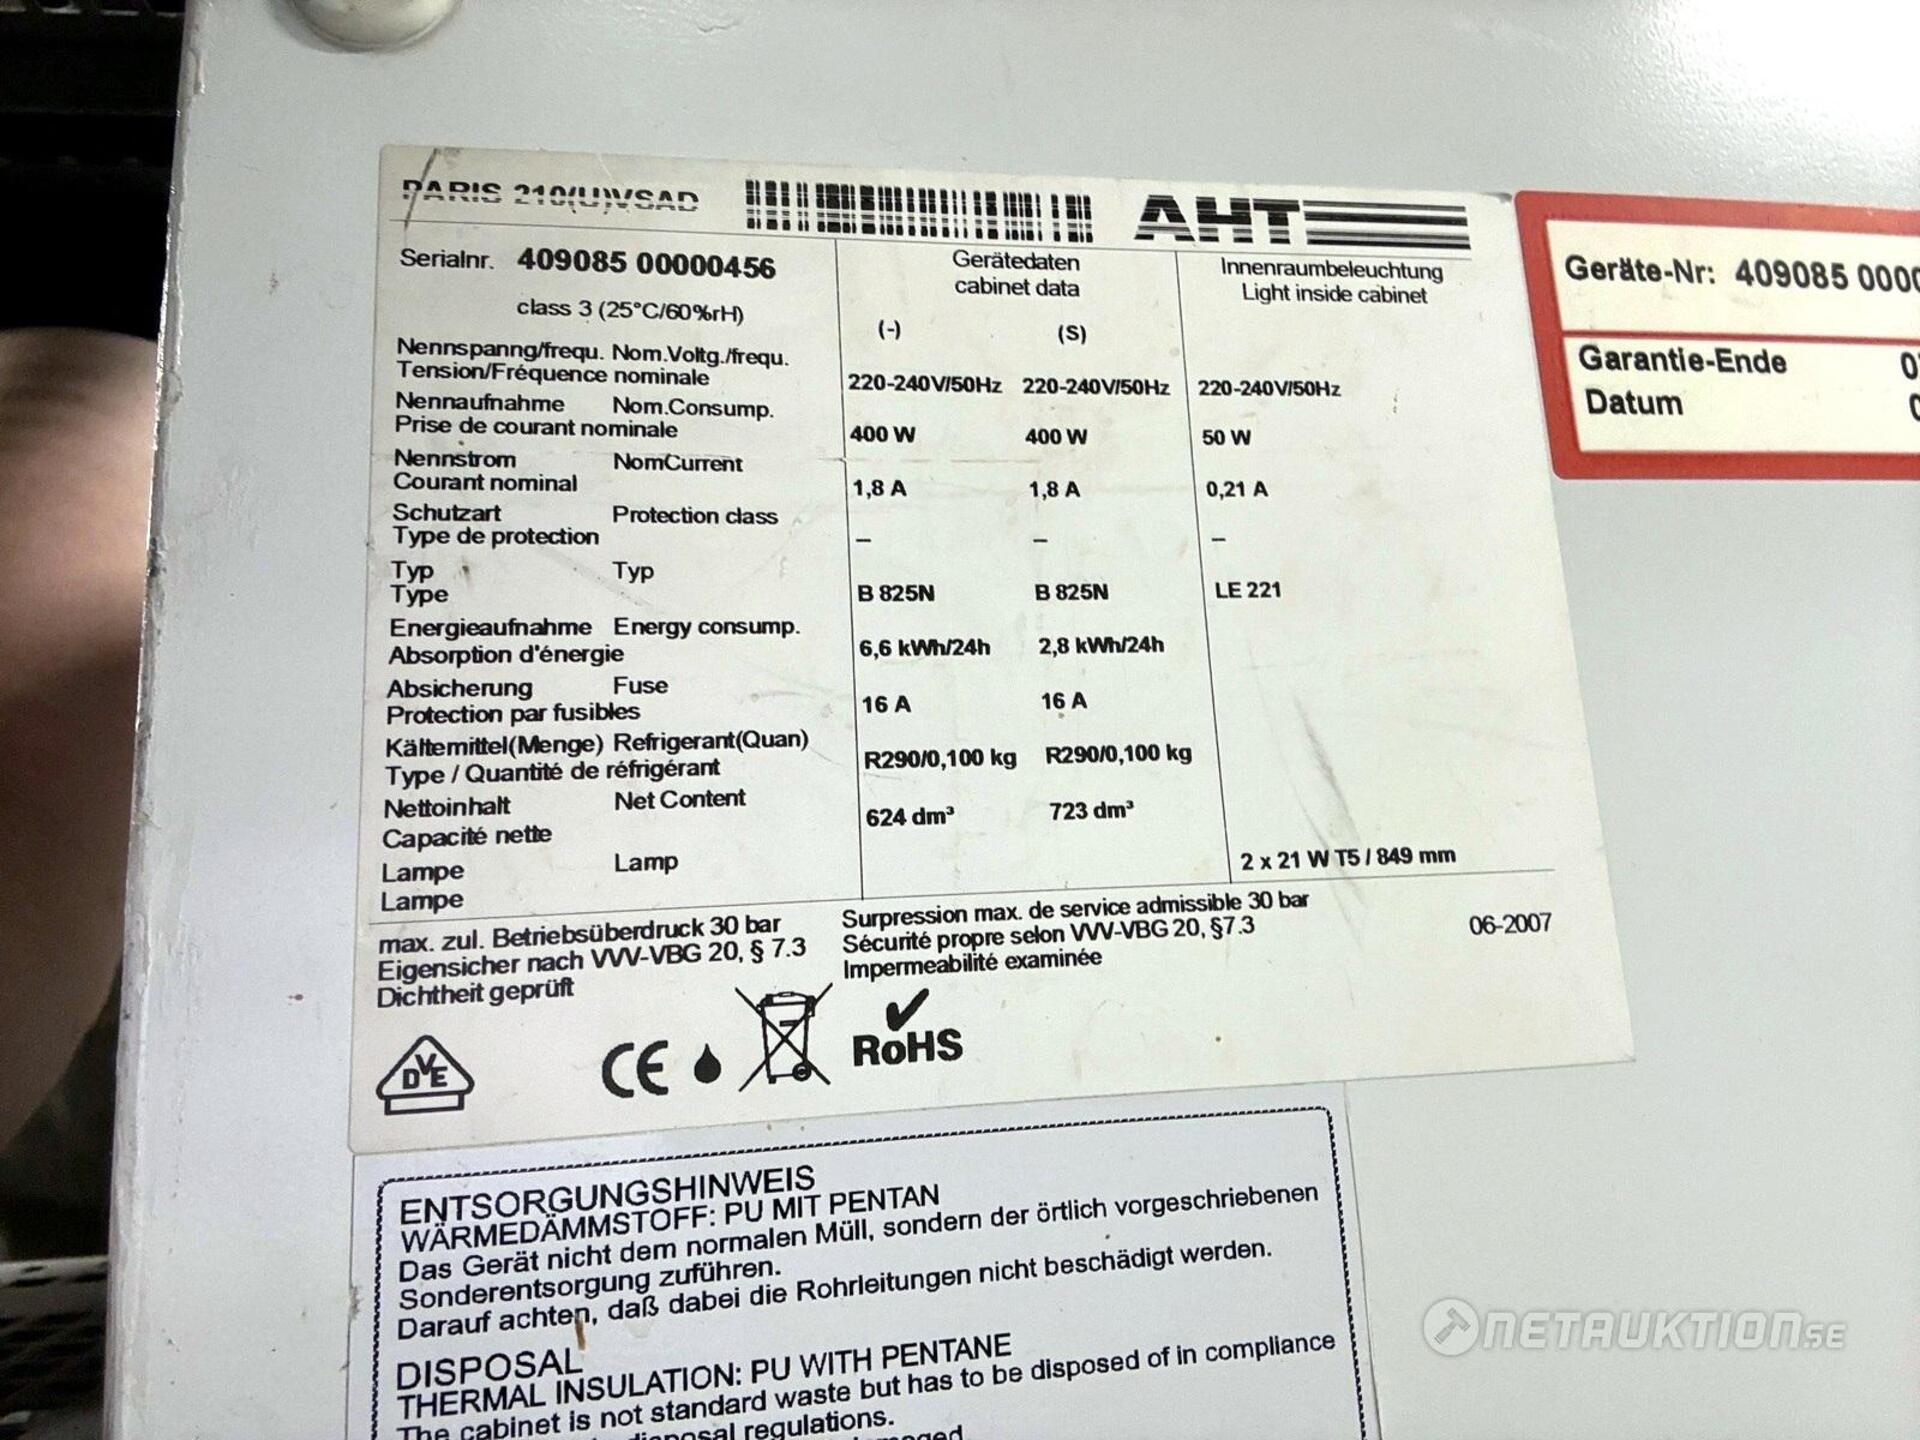 PARIS 210(U)VSAD
AHT
Serialnr. 409085 00000456
class 3 (25°C/60%rH)
Gerätedaten
cabinet data
(-) (S)
Innenraumbeleuchtung
Light inside cabinet
Nennspanng/frequ. Nom.Voltg./frequ.
Tension/Fréquence nominale
220-240V/50Hz 220-240V/50Hz 220-240V/50Hz
Nennaufnahme Nom.Consump.
Prise de courant nominale
400 W 400 W 50 W
Nennstrom NomCurrent
Courant nominal
1,8 A 1,8 A 0,21 A
Schutzart Protection class
Type de protection
– – –
Typ Typ
Type
B 825N B 825N LE 221
Energieaufnahme Energy consump.
Absorption d'énergie
6,6 kWh/24h 2,8 kWh/24h
Absicherung Fuse
Protection par fusibles
16 A 16 A
Kältemittel(Menge) Refrigerant(Quan)
Type / Quantité de réfrigérant
R290/0,100 kg R290/0,100 kg
Nettoinhalt Net Content
Capacité nette
624 dm³ 723 dm³
Lampe Lamp
Lampe
2 x 21 W T5 / 849 mm
max. zul. Betriebsüberdruck 30 bar
Eigensicher nach VVV-VBG 20, § 7.3
Dichtheit geprüft
Surpression max. de service admissible 30 bar
Sécurité propre selon VVV-VBG 20, §7.3
Impermeabilité examinée
06-2007
DVE
CE
RoHS
Geräte-Nr: 409085 0000
Garantie-Ende 0
Datum 0
ENTSORGUNGSHINWEIS
WÄRMEDÄMMSTOFF: PU MIT PENTAN
Das Gerät nicht dem normalen Müll, sondern der örtlich vorgeschriebenen
Sonderentsorgung zuführen.
Darauf achten, daß dabei die Rohrleitungen nicht beschädigt werden.
DISPOSAL
THERMAL INSULATION: PU WITH PENTANE
The cabinet is not standard waste but has to be disposed of in compliance
disposal regulations.
NETAUKTION.SE